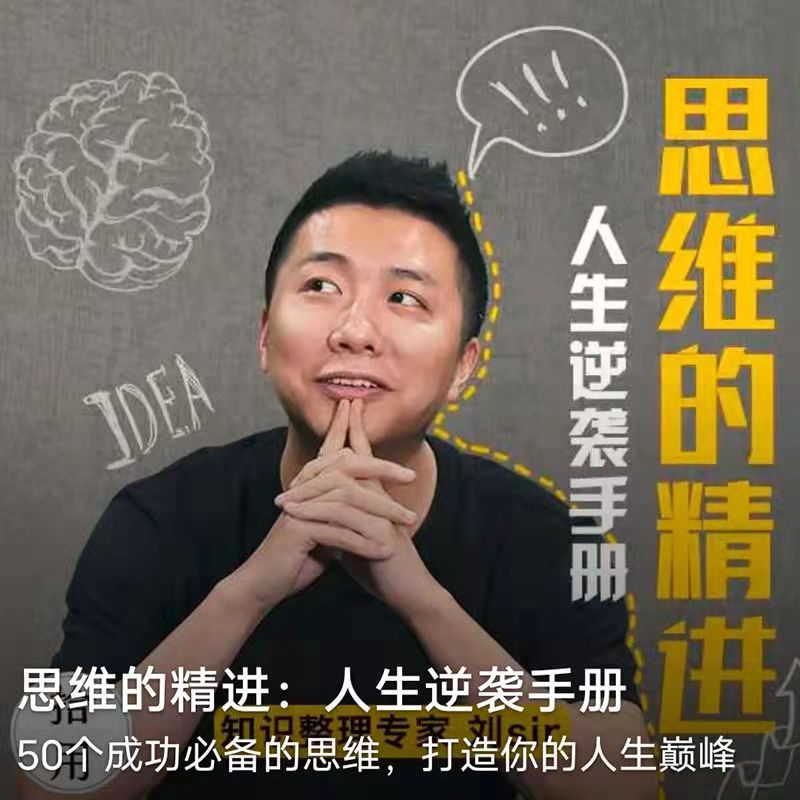 !!!
思维的精进
人生逆袭手册
IDEA
思维的精进：人生逆袭手册
知识整理专家 刘sir
50个成功必备的思维，打造你的人生巅峰